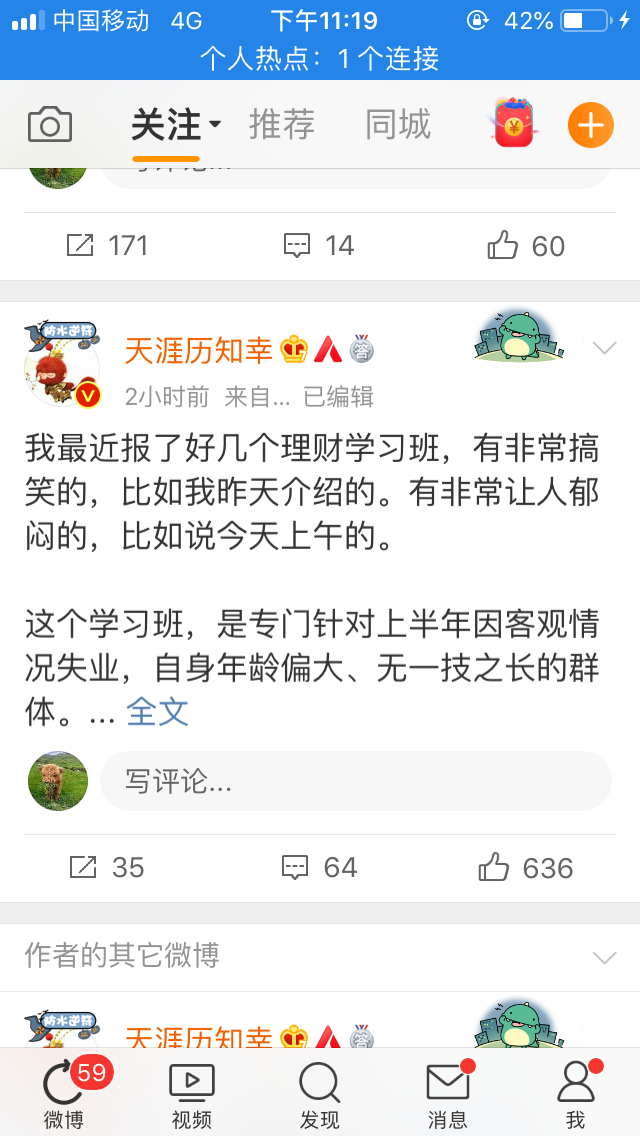 中国移动 4G 下午11:19 42%
个人热点：1 个连接
关注 推荐 同城
171 14 60
防水逆符
天涯历知幸 答
2小时前 来自... 已编辑
我最近报了好几个理财学习班，有非常搞
笑的，比如我昨天介绍的。有非常让人郁
闷的，比如说今天上午的。
这个学习班，是专门针对上半年因客观情
况失业，自身年龄偏大、无一技之长的群
体。... 全文
写评论...
35 64 636
作者的其它微博
防水逆符
天涯历知幸
59
微博 视频 发现 消息 我